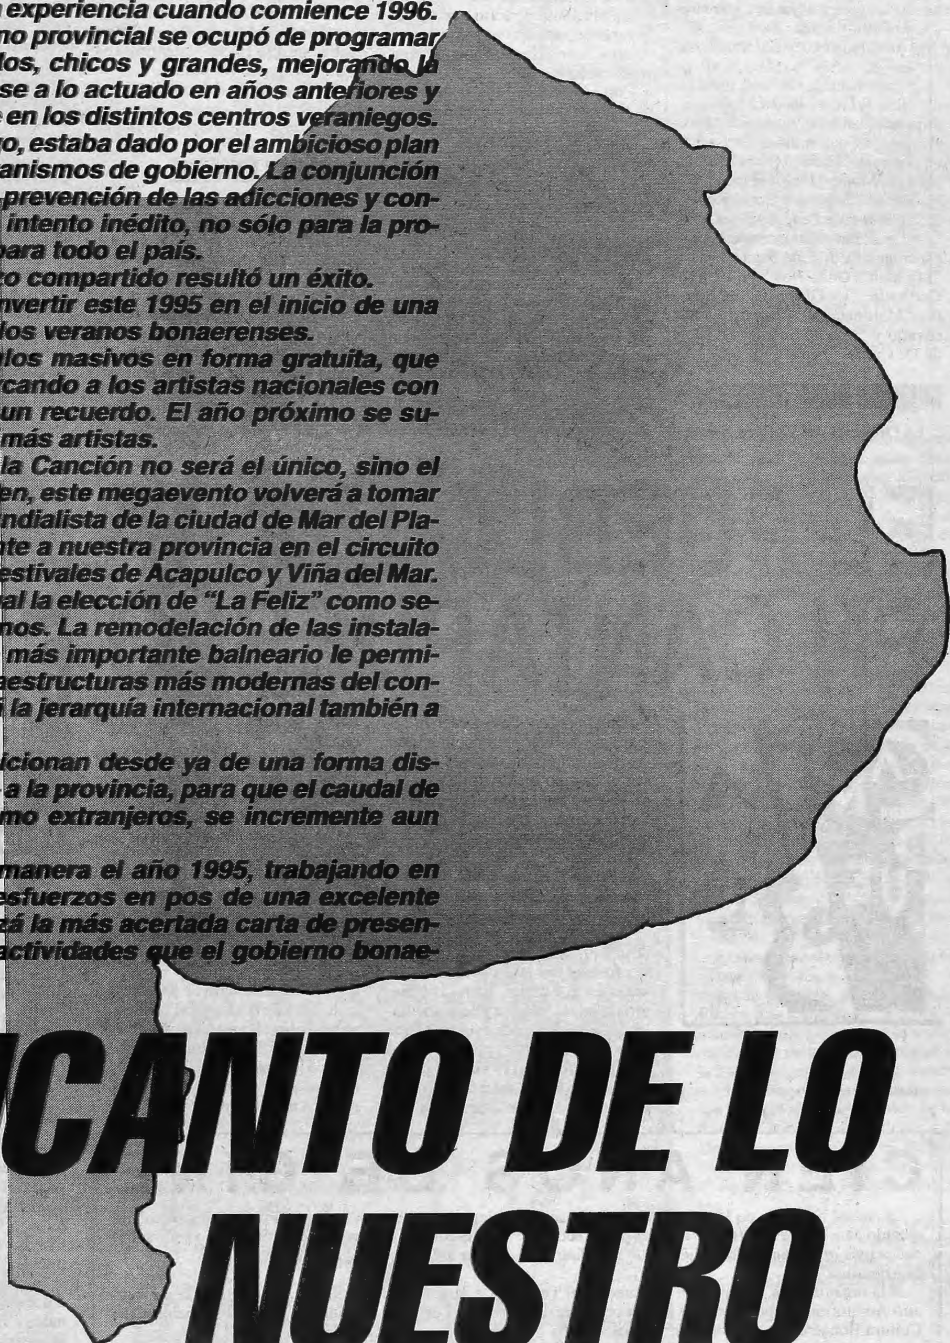 experiencia cuando comience 1996.
no provincial se ocupó de programar
los, chicos y grandes, mejorando la
se a lo actuado en años anteriores y
en los distintos centros veraniegos.
o, estaba dado por el ambicioso plan
anismos de gobierno. La conjunción
prevención de las adicciones y con-
intento inédito, no sólo para la pro-
para todo el país.
zo compartido resultó un éxito.
nvertir este 1995 en el inicio de una
los veranos bonaerenses.
los masivos en forma gratuita, que
rcando a los artistas nacionales con
un recuerdo. El año próximo se su-
más artistas.
la Canción no será el único, sino el
en, este megaevento volverá a tomar
ndialista de la ciudad de Mar del Pla-
te a nuestra provincia en el circuito
estivales de Acapulco y Viña del Mar.
al la elección de "La Feliz" como se-
nos. La remodelación de las instala-
más importante balneario le permi-
aestructuras más modernas del con-
la jerarquía internacional también a
icionan desde ya de una forma dis-
a la provincia, para que el caudal de
mo extranjeros, se incremente aun
manera el año 1995, trabajando en
esfuerzos en pos de una excelente
zá la más acertada carta de presen-
actividades que el gobierno bonae-
CANTO DE LO
NUESTRO